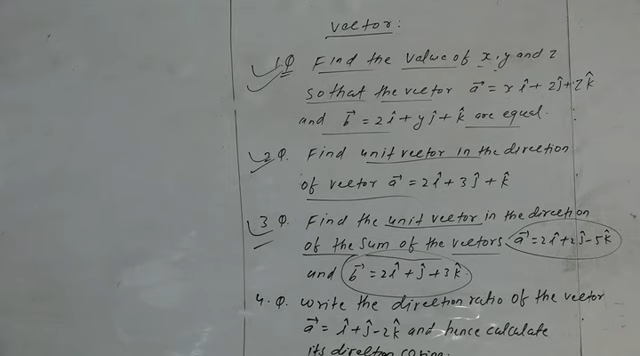 Vector:
1 Q Find the value of x, y and z
so that the vector a⃗ = x î + 2ĵ + z k̂
and b⃗ = 2î + y ĵ + k̂ are equal.
2 Q. Find unit vector in the direction
of vector a⃗ = 2î + 3ĵ + k̂
3 Q. Find the unit vector in the direction
of the sum of the vectors a⃗ = 2î + 2ĵ - 5k̂
and b⃗ = 2î + ĵ + 3k̂
4. Q. write the direction ratio of the vector
a⃗ = î + ĵ - 2k̂ and hence calculate
its direction cosine.